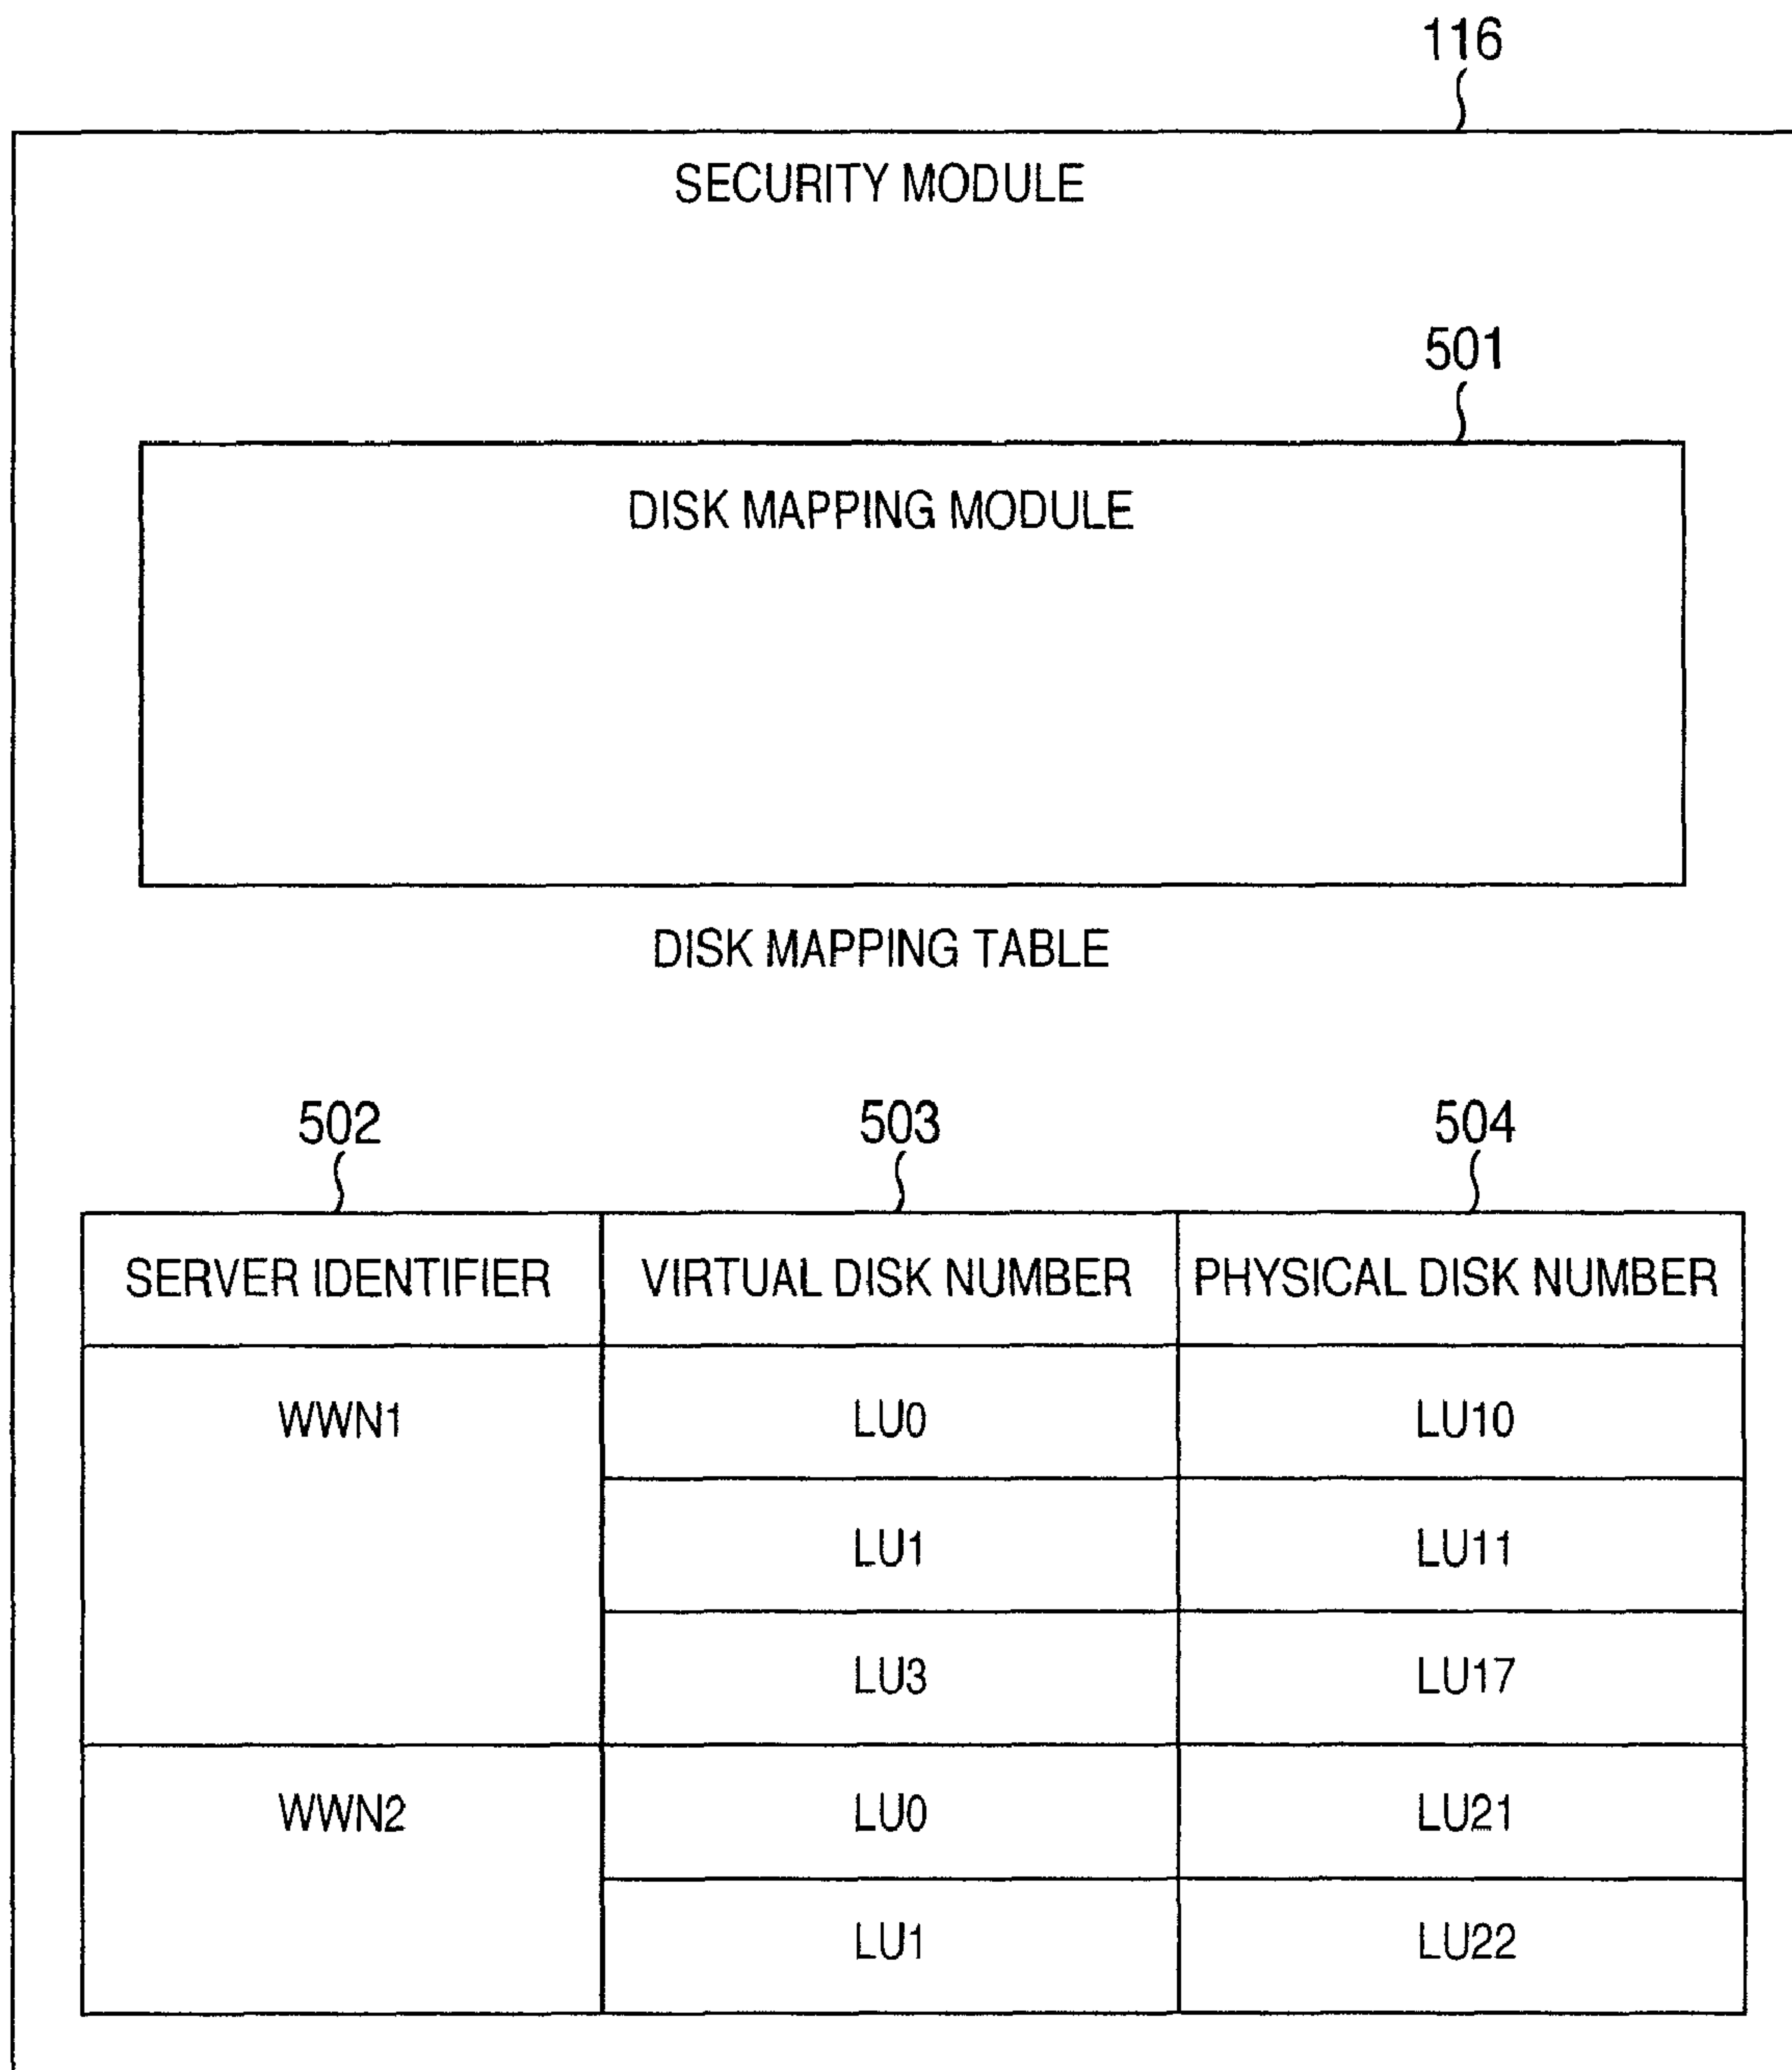 116
SECURITY MODULE
501
DISK MAPPING MODULE
DISK MAPPING TABLE
502 503 504
SERVER IDENTIFIER VIRTUAL DISK NUMBER PHYSICAL DISK NUMBER
WWN1 LU0 LU10
LU1 LU11
LU3 LU17
WWN2 LU0 LU21
LU1 LU22